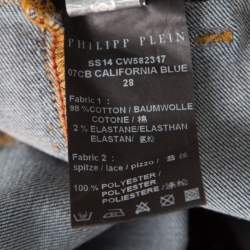 PHILIPP PLEIN
SS14 CW582317
07CB CALIFORNIA BLUE
28
Fabric 1 :
98 % COTTON / BAUMWOLLE
COTONE / 棉
2 % ELASTANE/ELASTHAN
ELASTAN/
Fabric 2 :
spitze / lace / pizzo /
100 % POLYESTER /
POLYESTER /
POLIESTERE /